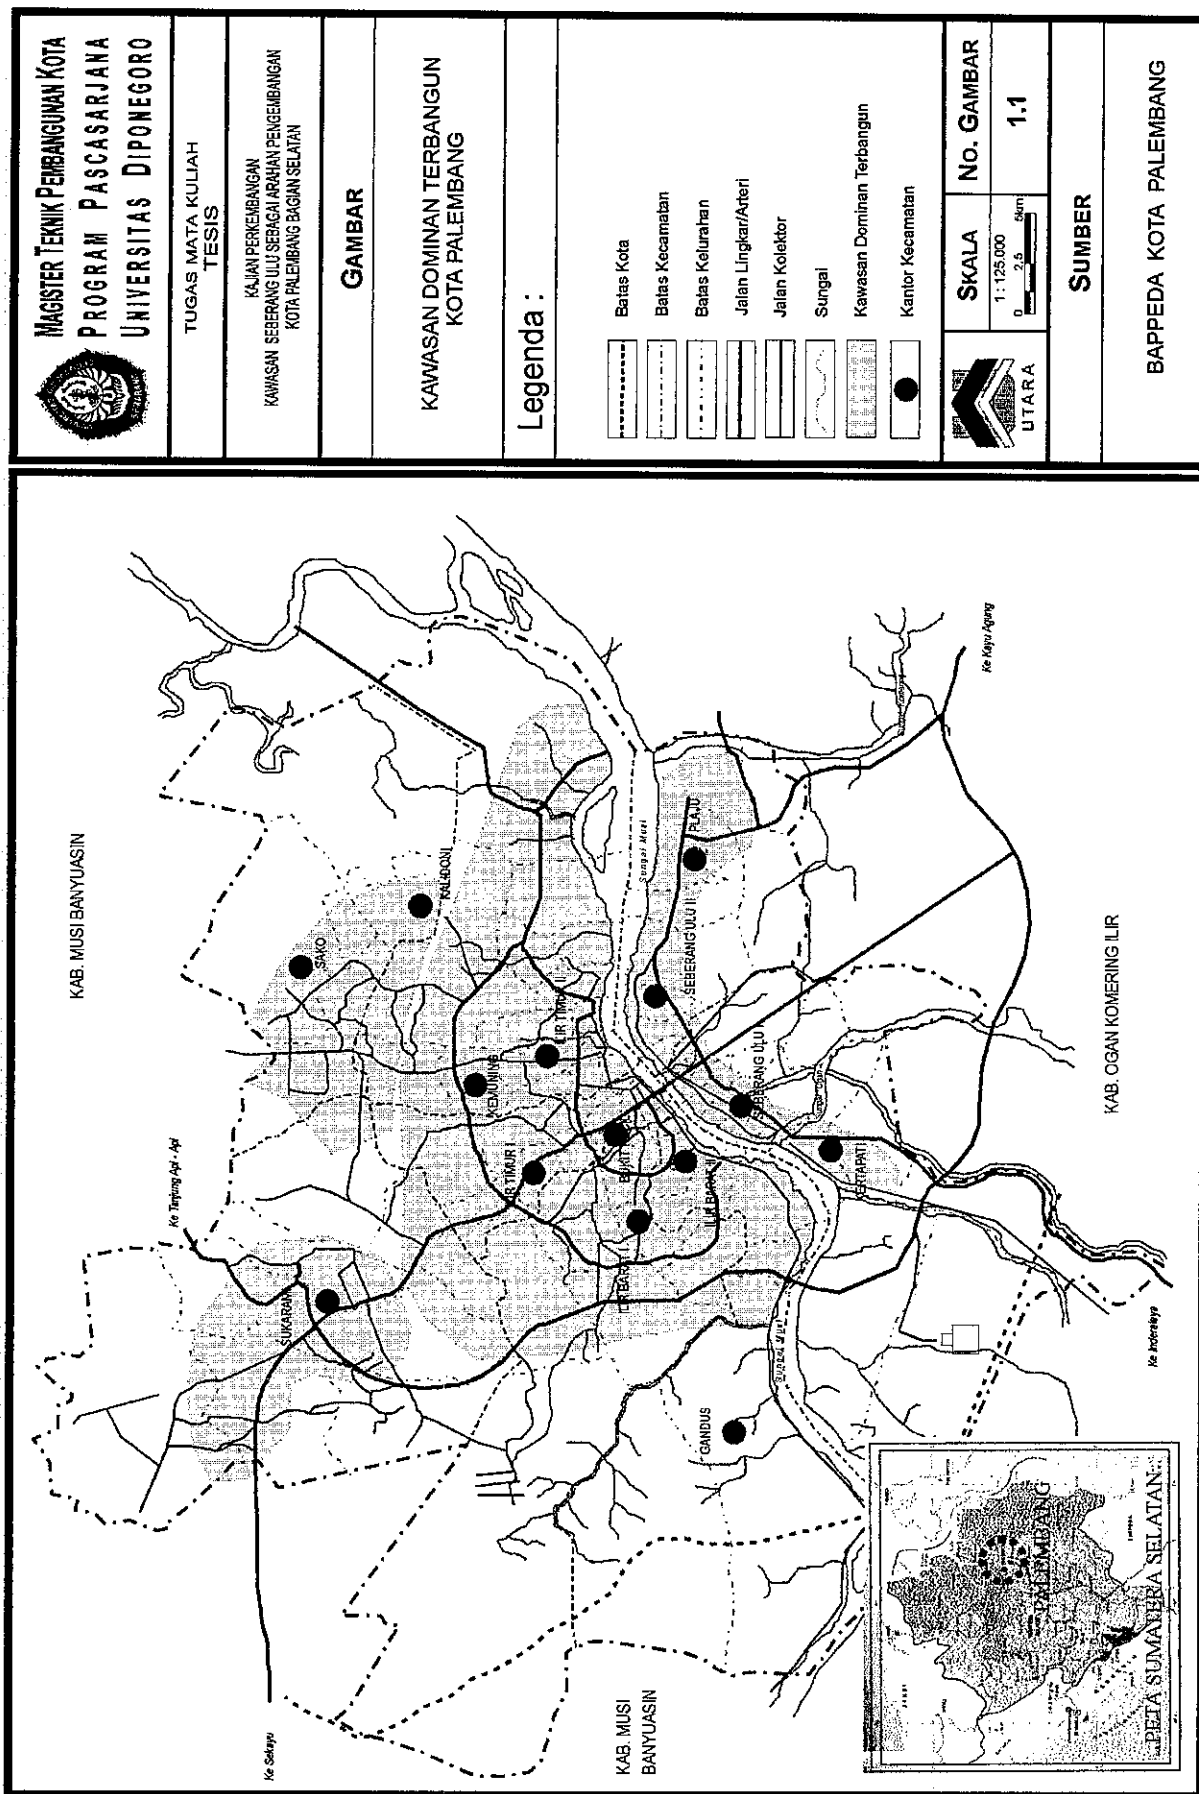 MAGISTER TEKNIK PEMBANGUNAN KOTA
PROGRAM PASCASARJANA
UNIVERSITAS DIPONEGORO
TUGAS MATA KULIAH
TESIS
KAJIAN PERKEMBANGAN
KAWASAN SEBERANG ULU SEBAGAI ARAHAN PENGEMBANGAN
KOTA PALEMBANG BAGIAN SELATAN
GAMBAR
KAWASAN DOMINAN TERBANGUN
KOTA PALEMBANG
Legenda :
Batas Kota
Batas Kecamatan
Batas Kelurahan
Jalan Lingkar/Arteri
Jalan Kolektor
Sungai
Kawasan Dominan Terbangun
Kantor Kecamatan
UTARA
SKALA
1 : 125.000
0 2,5 5km
No. GAMBAR
1.1
SUMBER
BAPPEDA KOTA PALEMBANG
KAB. MUSI BANYUASIN
Ke Tanjung Api - Api
Ke Sekayu
SUKARAMI
SAKO
KALIDONI
KEMUNING
ILIR TIMUR I
ILIR BARAT I
ILIR BARAT II
GANDUS
Sungai Musi
Sungai Musi
PLAJU
SEBERANG ULU II
SEBERANG ULU I
KERTAPATI
Ke Kayu Agung
KAB. OGAN KOMERING ILIR
Ke Inderalaya
KAB. MUSI
BANYUASIN
PALEMBANG
PETA SUMATERA SELATAN